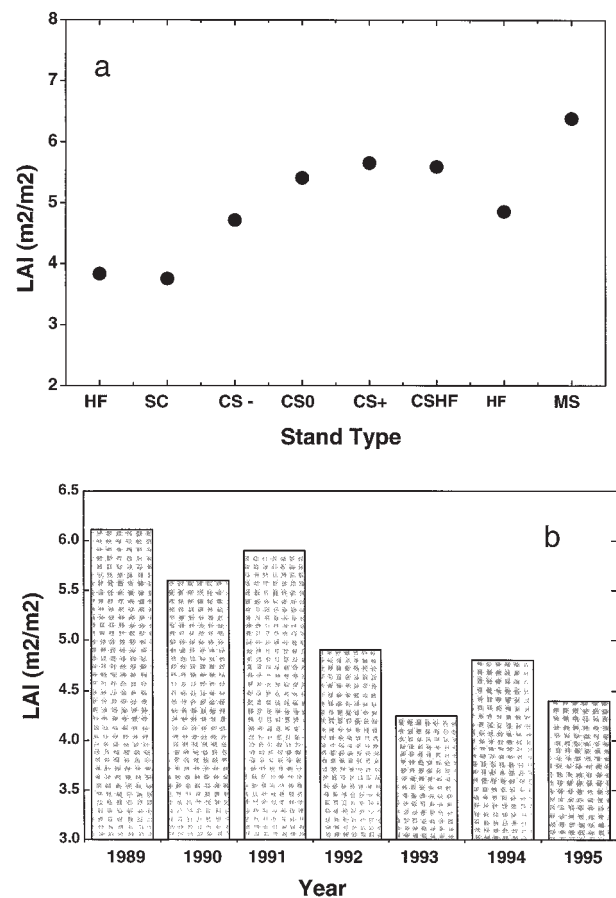 8
a
7
6
LAI (m2/m2)
5
4
3
2
HF SC CS - CS0 CS+ CSHF HF MS
Stand Type
6.5
b
6.0
5.5
LAI (m2/m2)
5.0
4.5
4.0
3.5
3.0
1989 1990 1991 1992 1993 1994 1995
Year